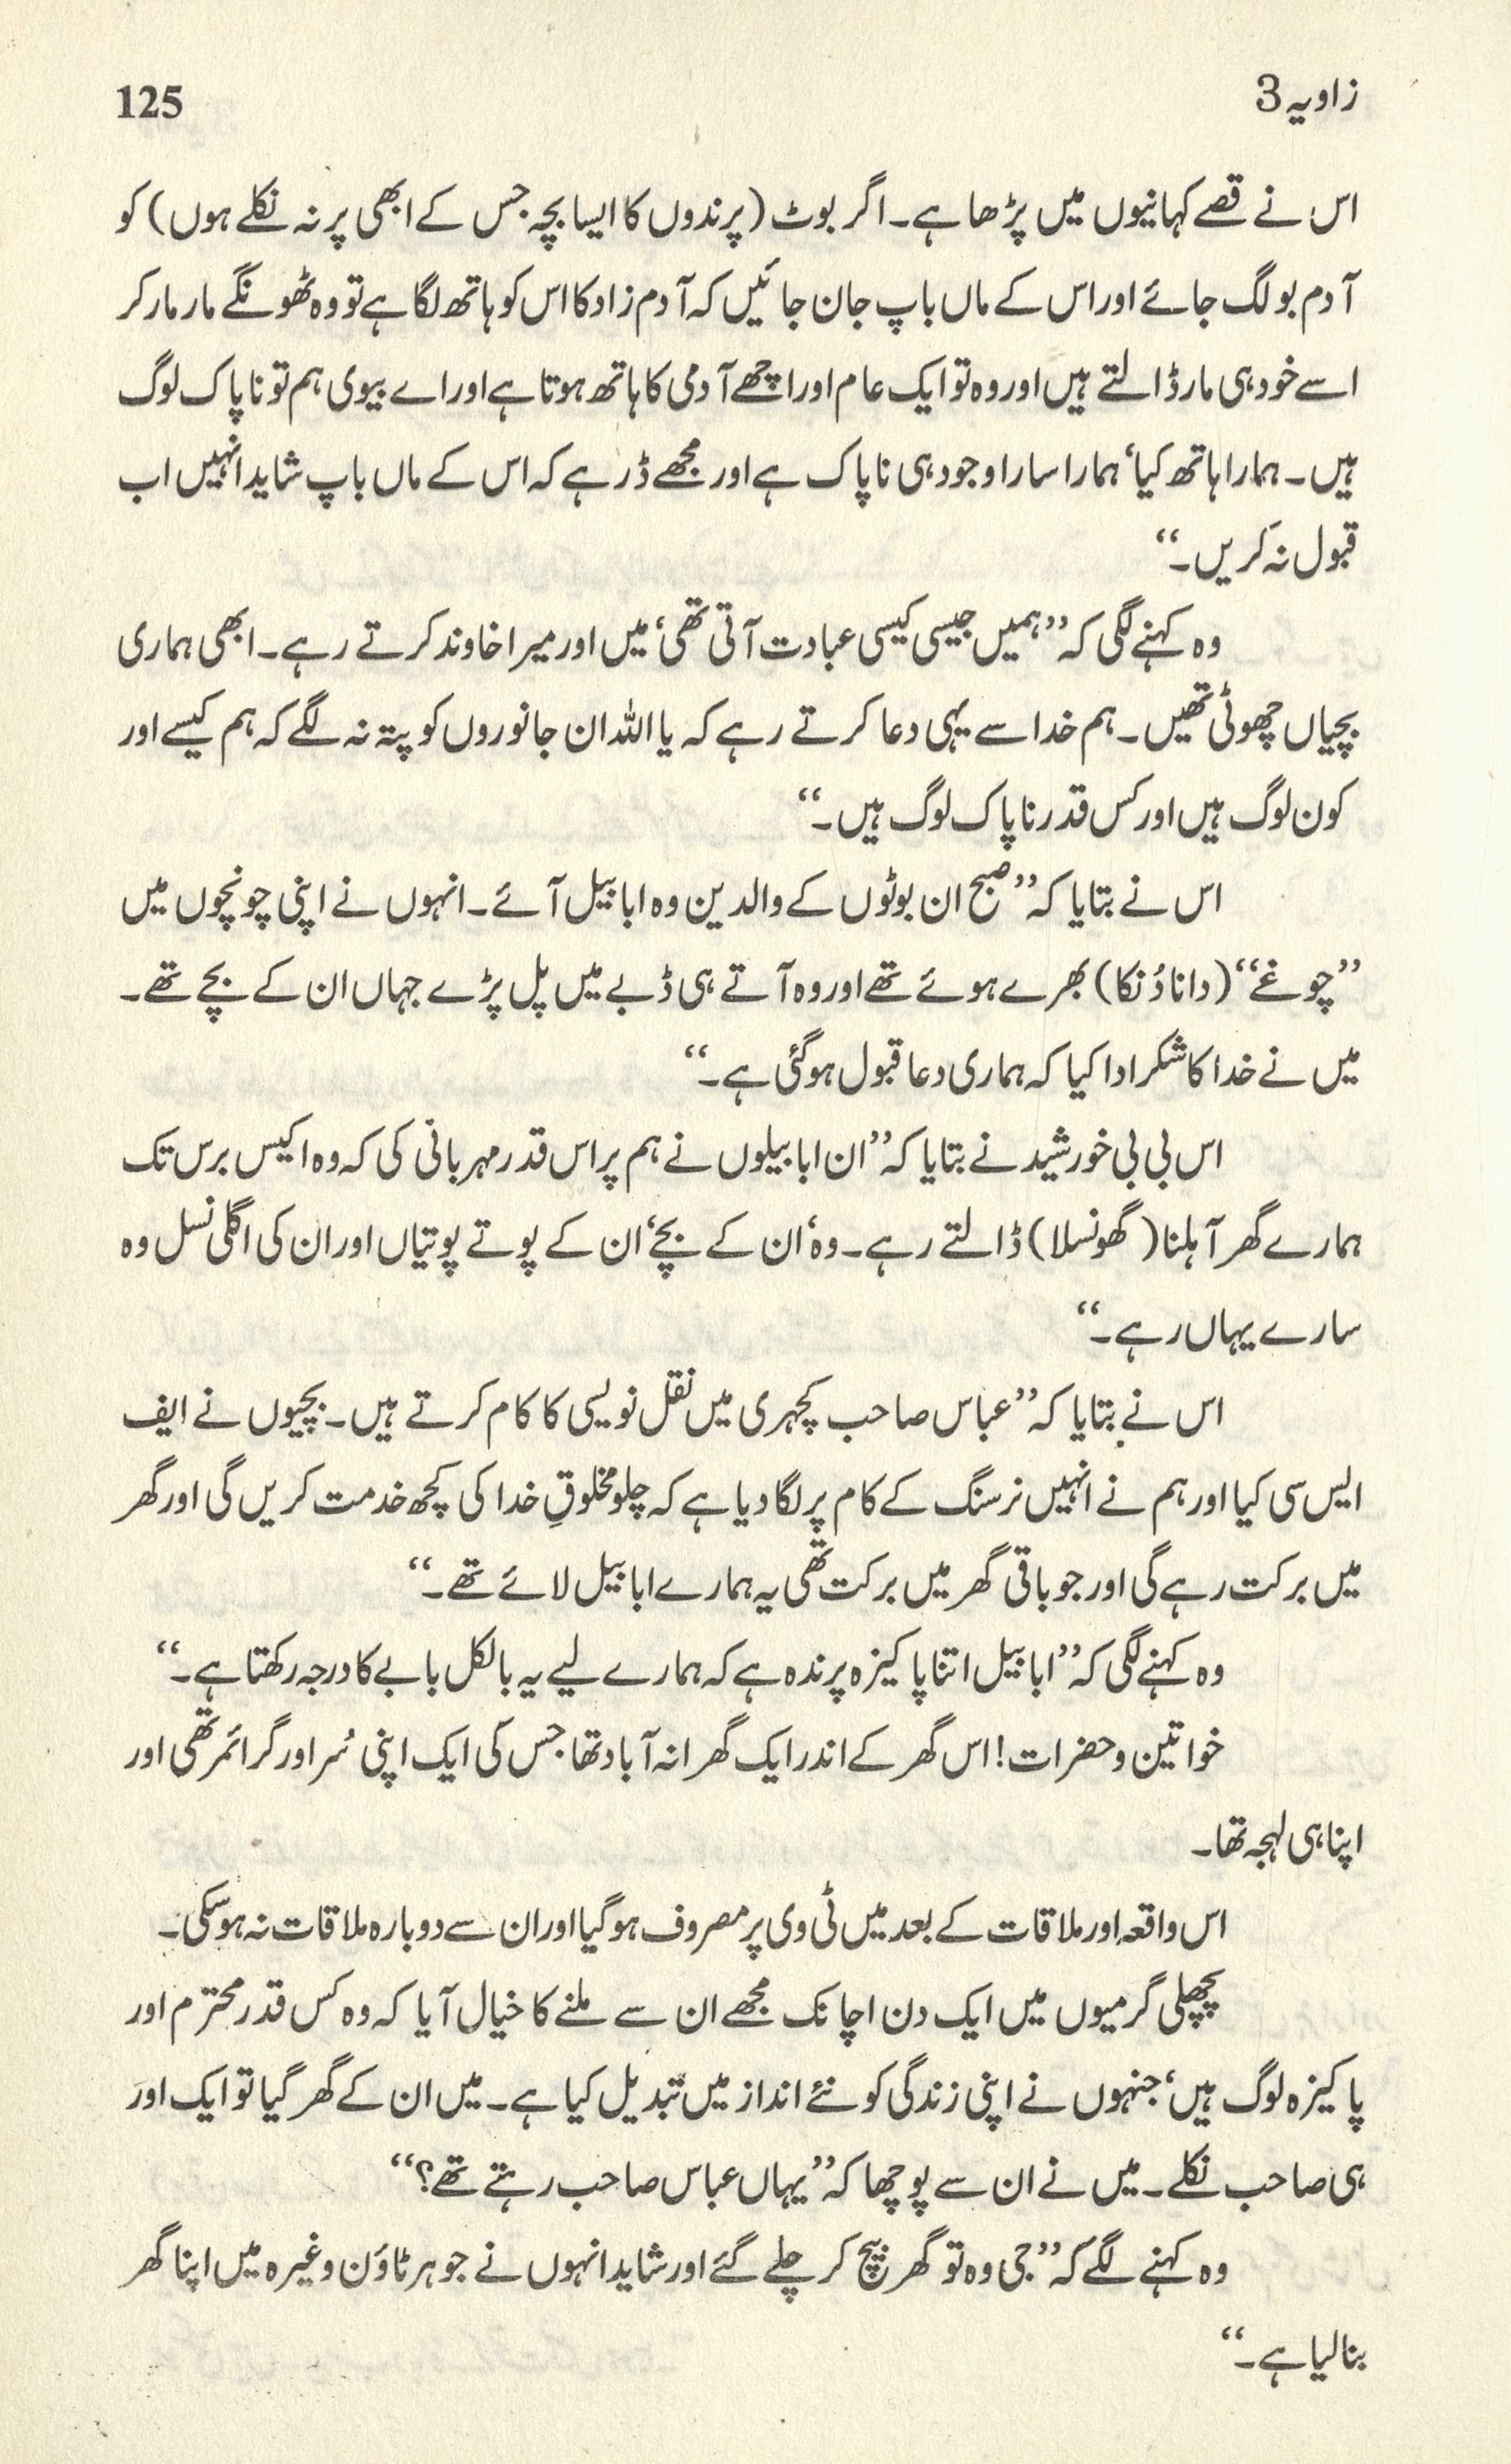 زاویہ 3
125
اس نے قصے کہانیوں میں پڑھا ہے۔ اگر بوٹ (پرندوں کا ایسا بچہ جس کے ابھی پر نہ نکلے ہوں) کو
آدم بو لگ جائے اور اس کے ماں باپ جان جائیں کہ آدم زاد کا اس کو ہاتھ لگا ہے تو وہ ٹھونگے مار مار کر
اسے خود ہی مار ڈالتے ہیں اور وہ تو ایک عام اور اچھے آدمی کا ہاتھ ہوتا ہے اور اے بیوی ہم تو ناپاک لوگ
ہیں۔ ہمارا ہاتھ کیا‘ ہمارا سارا وجود ہی ناپاک ہے اور مجھے ڈر ہے کہ اس کے ماں باپ شاید انہیں اب
قبول نہ کریں۔“
وہ کہنے لگی کہ ”ہمیں جیسی کیسی عبادت آتی تھی‘ میں اور میرا خاوند کرتے رہے۔ ابھی ہماری
بچیاں چھوٹی تھیں۔ ہم خدا سے یہی دعا کرتے رہے کہ یا اللہ ان جانوروں کو پتہ نہ لگے کہ ہم کیسے اور
کون لوگ ہیں اور کس قدر ناپاک لوگ ہیں۔“
اس نے بتایا کہ ”صبح ان بوٹوں کے والدین وہ ابابیل آئے۔ انہوں نے اپنی چونچوں میں
”چوغے“ (دانا دُنکا) بھرے ہوئے تھے اور وہ آتے ہی ڈبے میں پل پڑے جہاں ان کے بچے تھے۔
میں نے خدا کا شکر ادا کیا کہ ہماری دعا قبول ہو گئی ہے۔“
اس بی بی خورشید نے بتایا کہ ”ان ابابیلوں نے ہم پر اس قدر مہربانی کی کہ وہ اکیس برس تک
ہمارے گھر آہلنا (گھونسلا) ڈالتے رہے۔ وہ‘ ان کے بچے‘ ان کے پوتے پوتیاں اور ان کی اگلی نسل وہ
سارے یہاں رہے۔“
اس نے بتایا کہ ”عباس صاحب کچہری میں نقل نویسی کا کام کرتے ہیں۔ بچیوں نے ایف
ایس سی کیا اور ہم نے انہیں نرسنگ کے کام پر لگا دیا ہے کہ چلو مخلوقِ خدا کی کچھ خدمت کریں گی اور گھر
میں برکت رہے گی اور جو باقی گھر میں برکت تھی یہ ہمارے ابابیل لائے تھے۔“
وہ کہنے لگی کہ ”ابابیل اتنا پاکیزہ پرندہ ہے کہ ہمارے لیے یہ بالکل بابے کا درجہ رکھتا ہے۔“
خواتین و حضرات! اس گھر کے اندر ایک گھرانہ آباد تھا جس کی ایک اپنی سُر اور گرائمر تھی اور
اپنا ہی لہجہ تھا۔
اس واقعہ اور ملاقات کے بعد میں ٹی وی پر مصروف ہو گیا اور ان سے دوبارہ ملاقات نہ ہو سکی۔
پچھلی گرمیوں میں ایک دن اچانک مجھے ان سے ملنے کا خیال آیا کہ وہ کس قدر محترم اور
پاکیزہ لوگ ہیں‘ جنہوں نے اپنی زندگی کو نئے انداز میں تبدیل کیا ہے۔ میں ان کے گھر گیا تو ایک اور
ہی صاحب نکلے۔ میں نے ان سے پوچھا کہ ”یہاں عباس صاحب رہتے تھے؟“
وہ کہنے لگے کہ ”جی وہ تو گھر بیچ کر چلے گئے اور شاید انہوں نے جوہر ٹاؤن وغیرہ میں اپنا گھر
بنا لیا ہے۔“